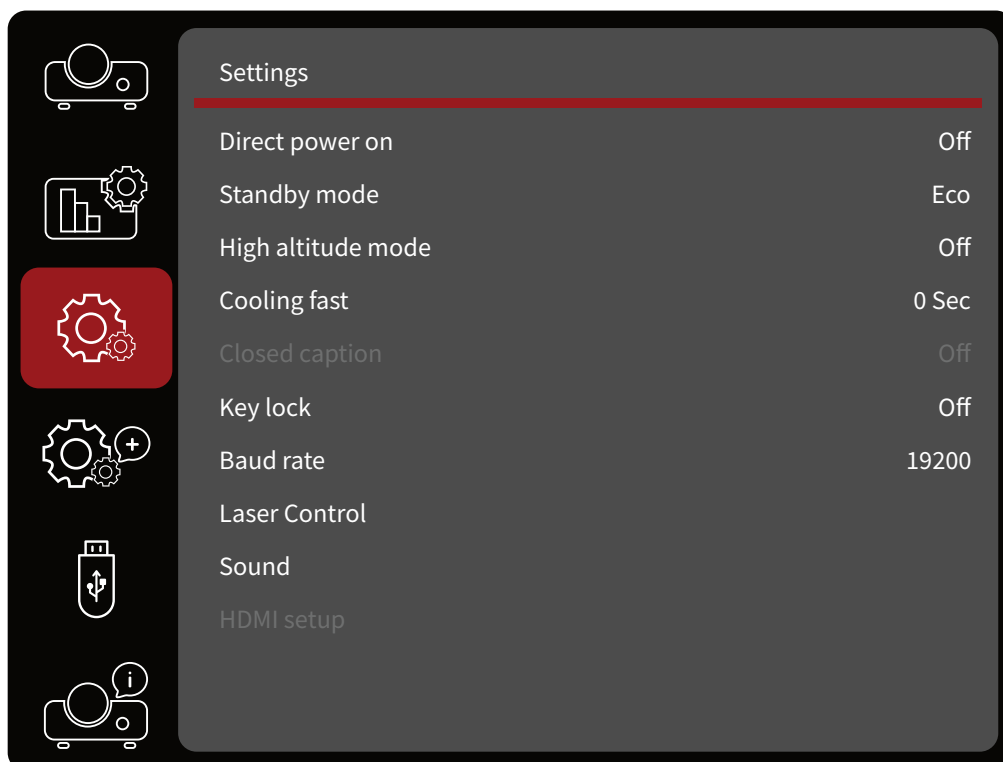 Settings
Direct power on Off
Standby mode Eco
High altitude mode Off
Cooling fast 0 Sec
Closed caption Off
Key lock Off
Baud rate 19200
Laser Control
Sound
HDMI setup
i